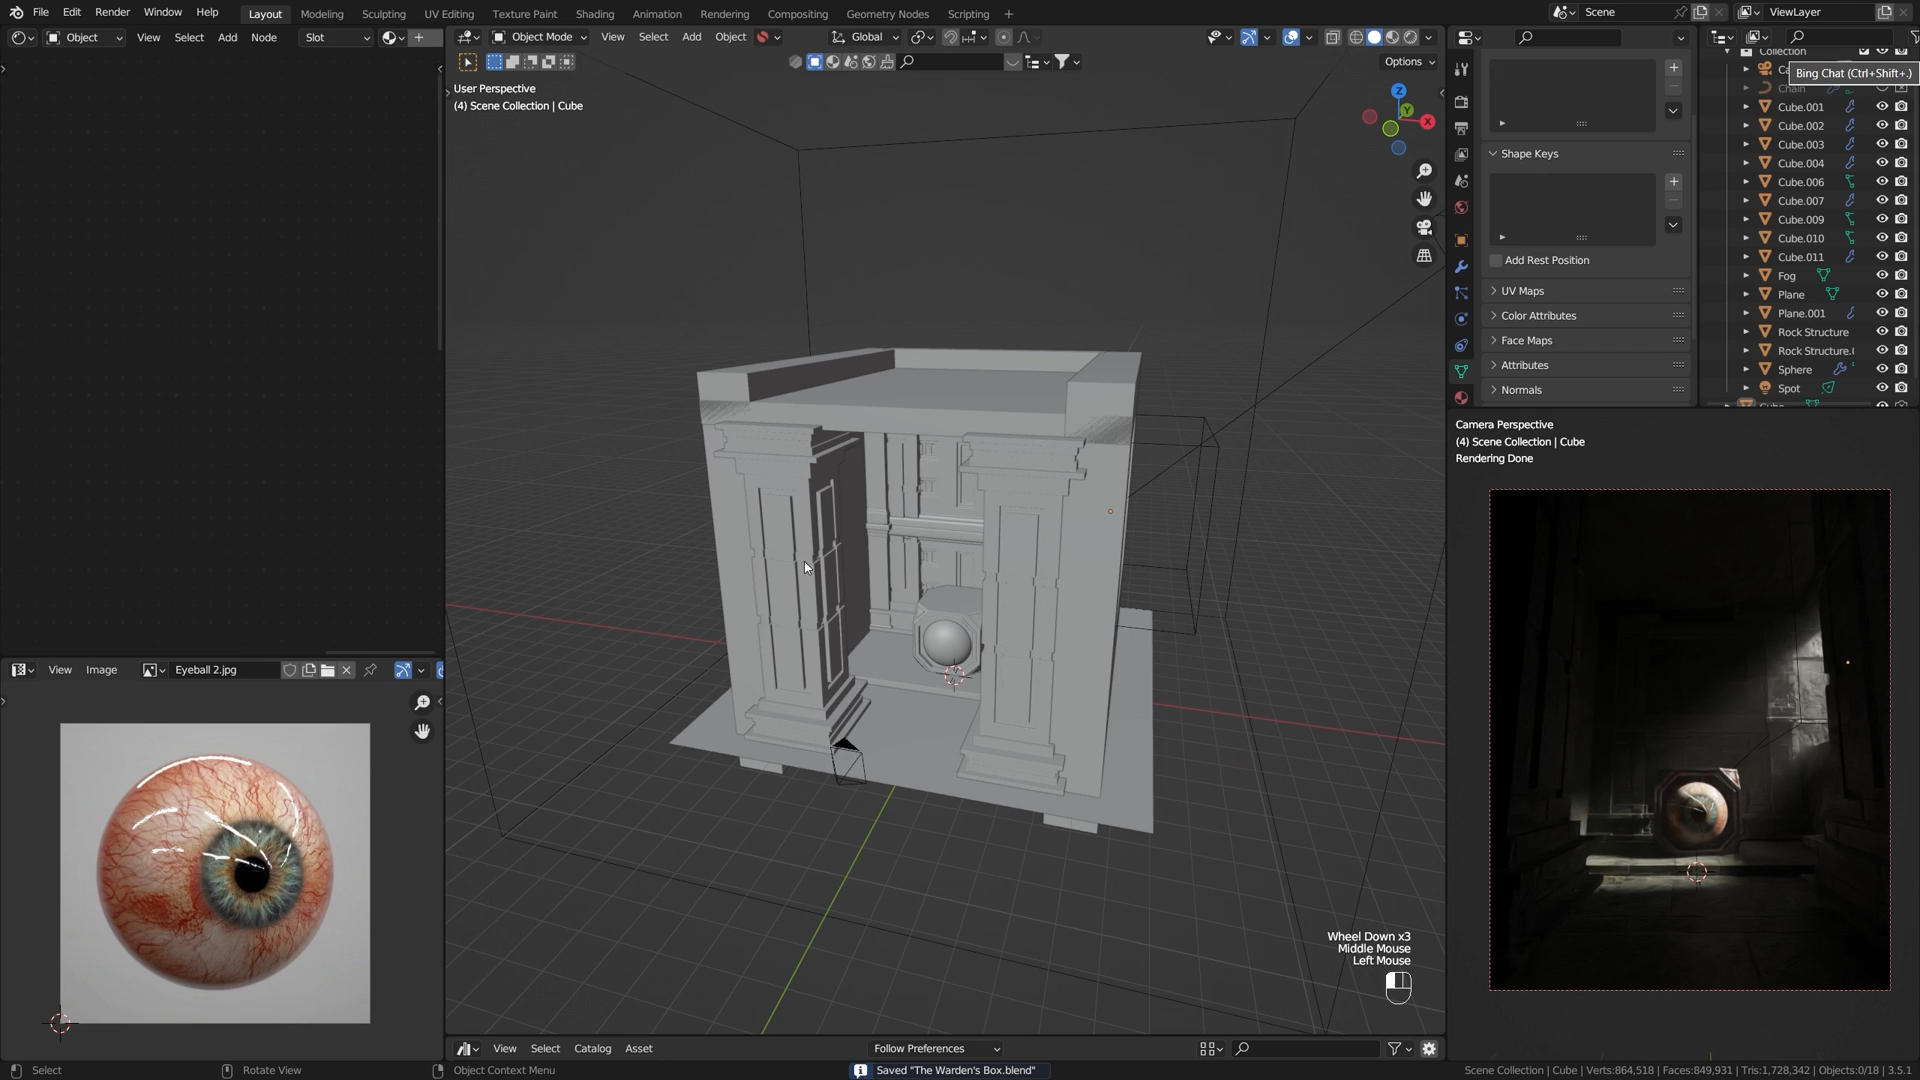 File Edit Render Window Help Layout Modeling Sculpting UV Editing Texture Paint Shading Animation Rendering Compositing Geometry Nodes Scripting Scene ViewLayer
Object View Select Add Node Slot
Object Mode View Select Add Object Global
Options
User Perspective
(4) Scene Collection | Cube
Z
Y
X
Shape Keys
Add Rest Position
UV Maps
Color Attributes
Face Maps
Attributes
Normals
Collection
Bing Chat (Ctrl+Shift+.)
Chain
Cube.001
Cube.002
Cube.003
Cube.004
Cube.006
Cube.007
Cube.009
Cube.010
Cube.011
Fog
Plane
Plane.001
Rock Structure
Rock Structure.
Sphere
Spot
Camera Perspective
(4) Scene Collection | Cube
Rendering Done
View Image Eyeball 2.jpg
Wheel Down x3
Middle Mouse
Left Mouse
View Select Catalog Asset Follow Preferences
Select Rotate View Object Context Menu Saved "The Warden's Box.blend" Scene Collection | Cube | Verts:864,518 | Faces:849,931 | Tris:1,728,342 | Objects:0/18 | 3.5.1